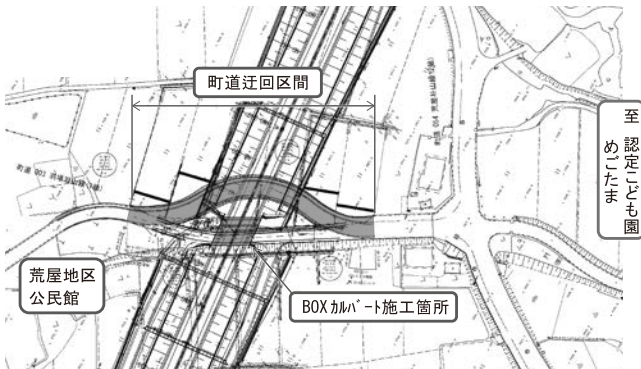 町道迂回区間
至 認定こども園
めごたま
荒屋地区
公民館
BOXカルバート施工箇所